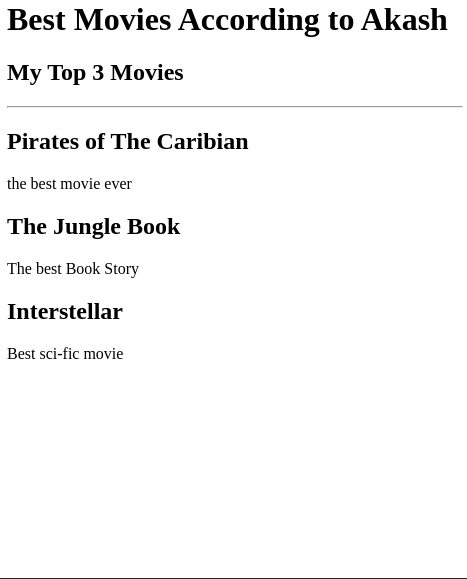 Best Movies According to Akash
My Top 3 Movies
Pirates of The Caribian
the best movie ever
The Jungle Book
The best Book Story
Interstellar
Best sci-fic movie